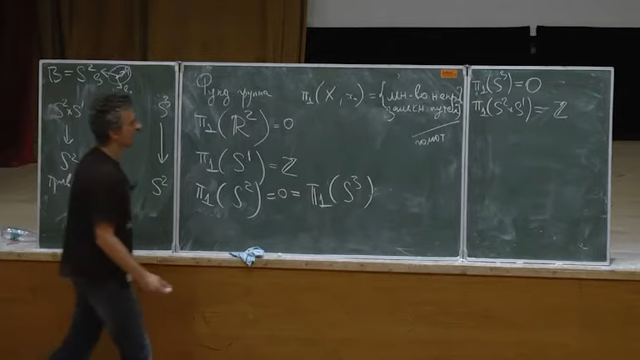 B = S² ∋
S²×S¹
S³
S²
S²
Фунд группа π₁(X, x₀) = { мн-во непр. замкн. путей }
гомот
π₁(ℝ²) = 0
π₁(S¹) = ℤ
π₁(S²) = 0 = π₁(S³)
π₁(S³) = 0
π₁(S²×S¹) = ℤ